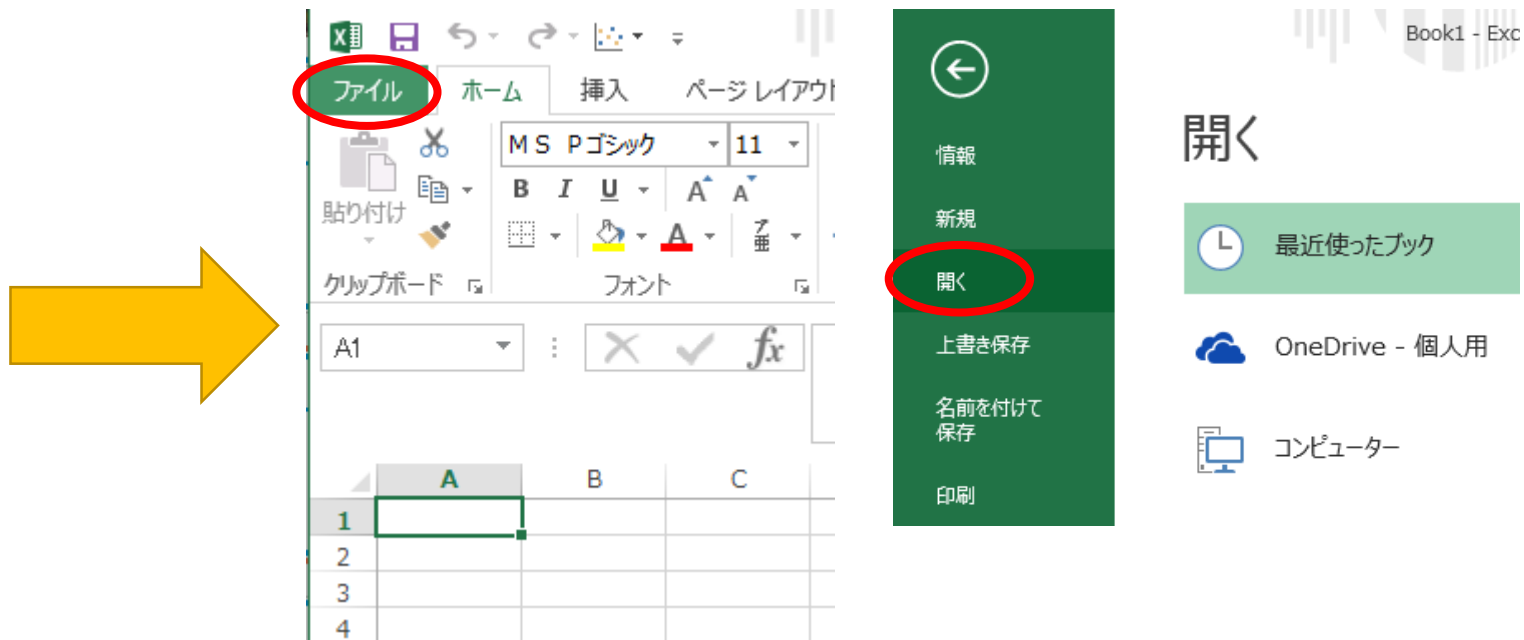 ファイル
ホーム
挿入
ページ レイアウト
貼り付け
ＭＳ Ｐゴシック
11
B I U A A
A ア亜
クリップボード
フォント
A1
fx
A B C
1
2
3
4
情報
新規
開く
上書き保存
名前を付けて
保存
印刷
Book1 - Exc
開く
最近使ったブック
OneDrive - 個人用
コンピューター